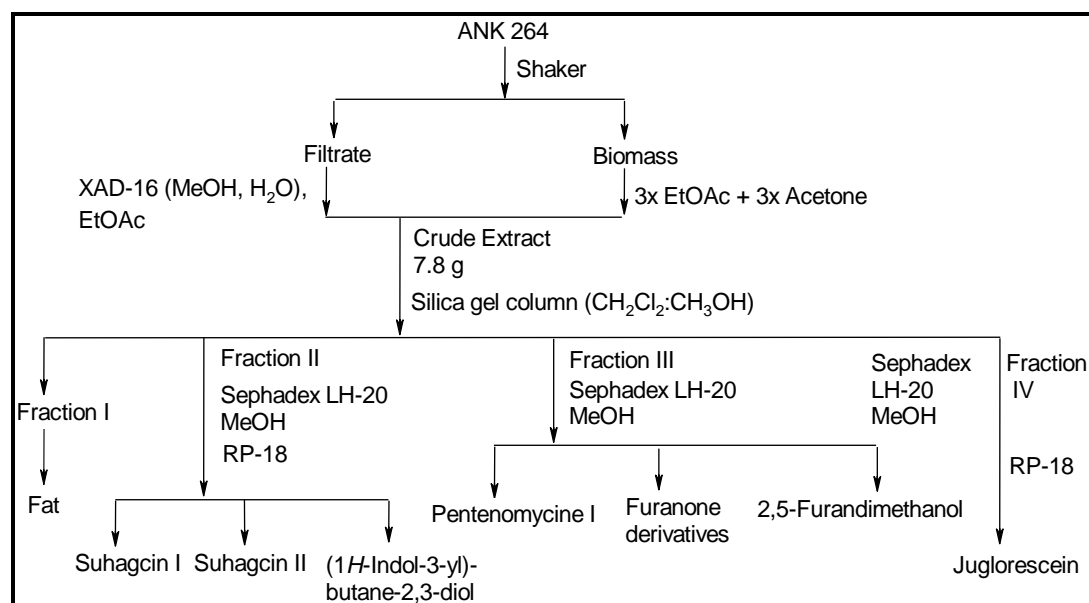 ANK 264
Shaker
Filtrate
Biomass
XAD-16 (MeOH, H₂O),
EtOAc
3x EtOAc + 3x Acetone
Crude Extract
7.8 g
Silica gel column (CH₂Cl₂:CH₃OH)
Fraction I
Fat
Fraction II
Sephadex LH-20
MeOH
RP-18
Suhagcin I
Suhagcin II
(1H-Indol-3-yl)-
butane-2,3-diol
Fraction III
Sephadex LH-20
MeOH
Pentenomycine I
Furanone
derivatives
2,5-Furandimethanol
Sephadex
LH-20
MeOH
Fraction
IV
RP-18
Juglorescein